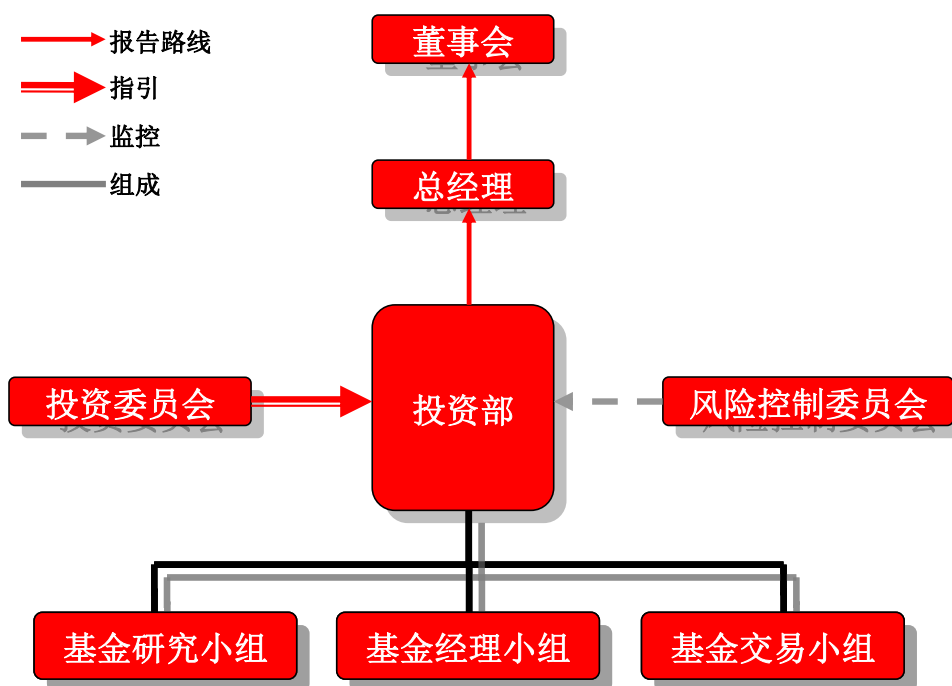 报告路线
指引
监控
组成
董事会
总经理
投资委员会
投资部
风险控制委员会
基金研究小组
基金经理小组
基金交易小组